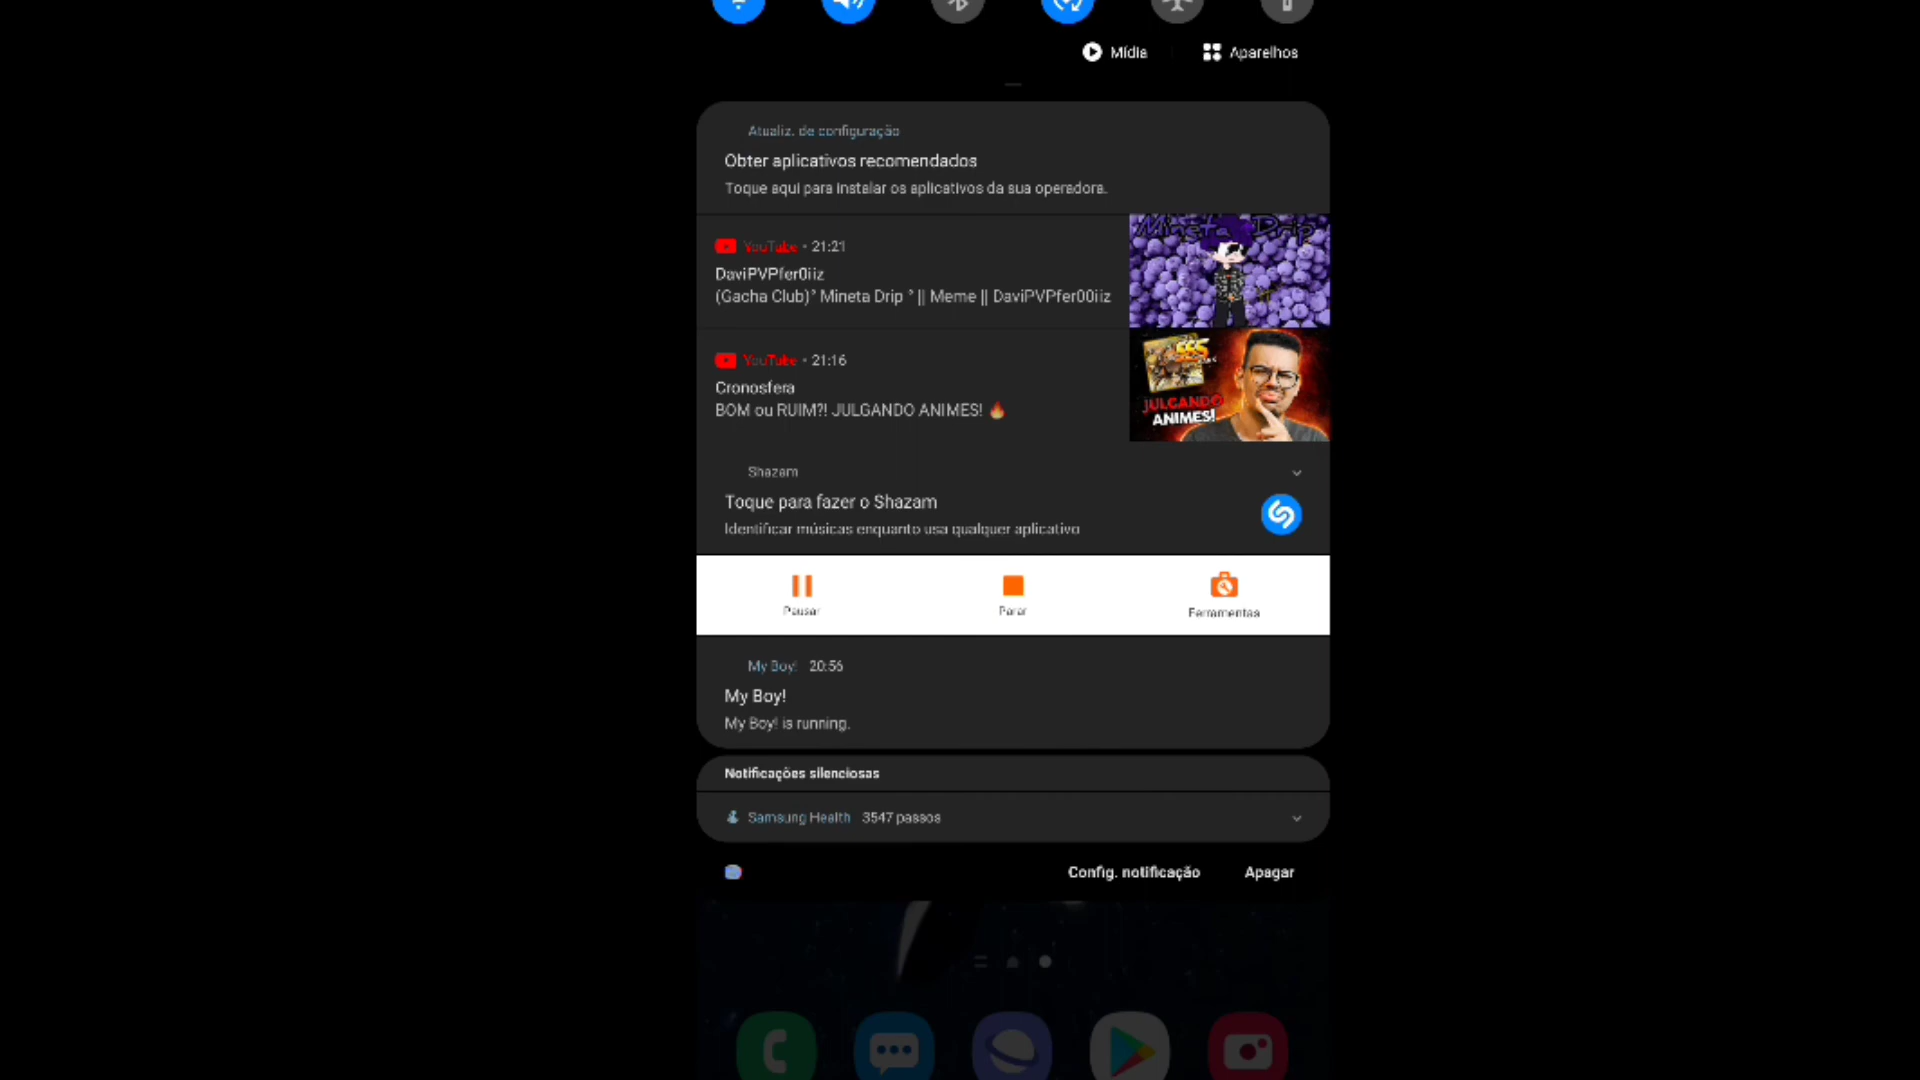 Mídia
Aparelhos
Atualiz. de configuração
Obter aplicativos recomendados
Toque aqui para instalar os aplicativos da sua operadora.
YouTube • 21:21
DaviPVPfer0iiz
(Gacha Club)° Mineta Drip ° || Meme || DaviPVPfer00iiz
Mineta Drip
YouTube • 21:16
Cronosfera
BOM ou RUIM?! JULGANDO ANIMES! 🔥
JULGANDO
ANIMES!
Shazam
Toque para fazer o Shazam
Identificar músicas enquanto usa qualquer aplicativo
Pausar
Parar
Ferramentas
My Boy! 20:56
My Boy!
My Boy! is running.
Notificações silenciosas
Samsung Health 3547 passos
Config. notificação
Apagar